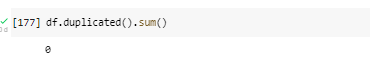 [177] df.duplicated().sum()
0